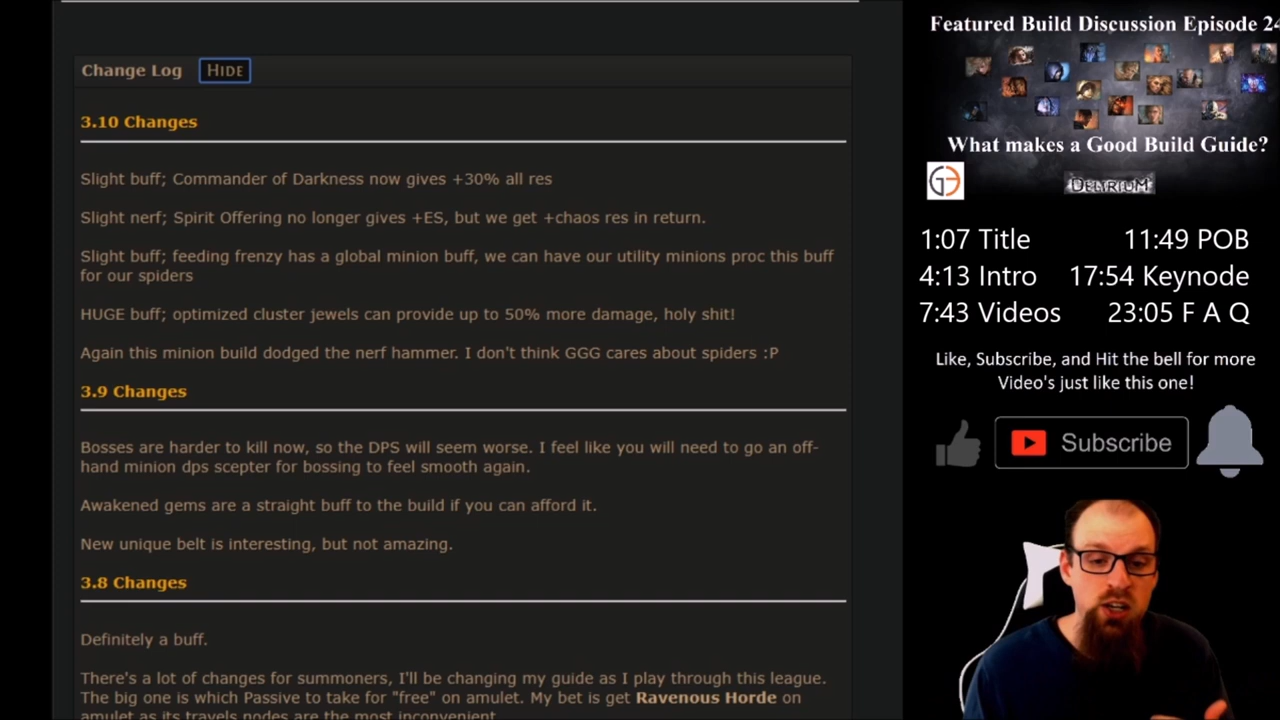 Change Log HIDE
3.10 Changes
Slight buff; Commander of Darkness now gives +30% all res
Slight nerf; Spirit Offering no longer gives +ES, but we get +chaos res in return.
Slight buff; feeding frenzy has a global minion buff, we can have our utility minions proc this buff
for our spiders
HUGE buff; optimized cluster jewels can provide up to 50% more damage, holy shit!
Again this minion build dodged the nerf hammer. I don't think GGG cares about spiders :P
3.9 Changes
Bosses are harder to kill now, so the DPS will seem worse. I feel like you will need to go an off-
hand minion dps scepter for bossing to feel smooth again.
Awakened gems are a straight buff to the build if you can afford it.
New unique belt is interesting, but not amazing.
3.8 Changes
Definitely a buff.
There's a lot of changes for summoners, I'll be changing my guide as I play through this league.
The big one is which Passive to take for "free" on amulet. My bet is get Ravenous Horde on
amulet as its travels nodes are the most inconvenient
Featured Build Discussion Episode 24
What makes a Good Build Guide?
DELIRIUM
1:07 Title 11:49 POB
4:13 Intro 17:54 Keynode
7:43 Videos 23:05 F A Q
Like, Subscribe, and Hit the bell for more
Video's just like this one!
Subscribe